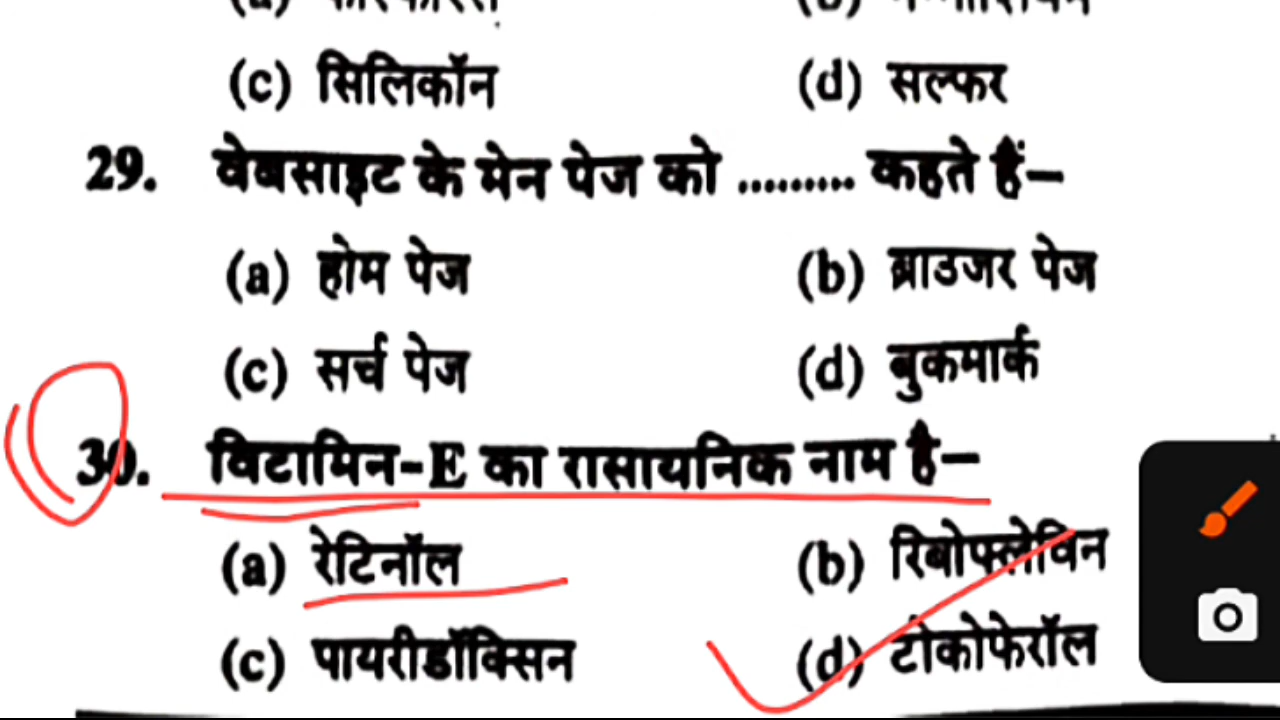 (c) सिलिकॉन (d) सल्फर
29. वेबसाइट के मेन पेज को ......... कहते हैं–
(a) होम पेज (b) ब्राउजर पेज
(c) सर्च पेज (d) बुकमार्क
30. विटामिन-E का रासायनिक नाम है–
(a) रेटिनॉल (b) रिबोफ्लेविन
(c) पायरीडॉक्सिन (d) टोकोफेरॉल